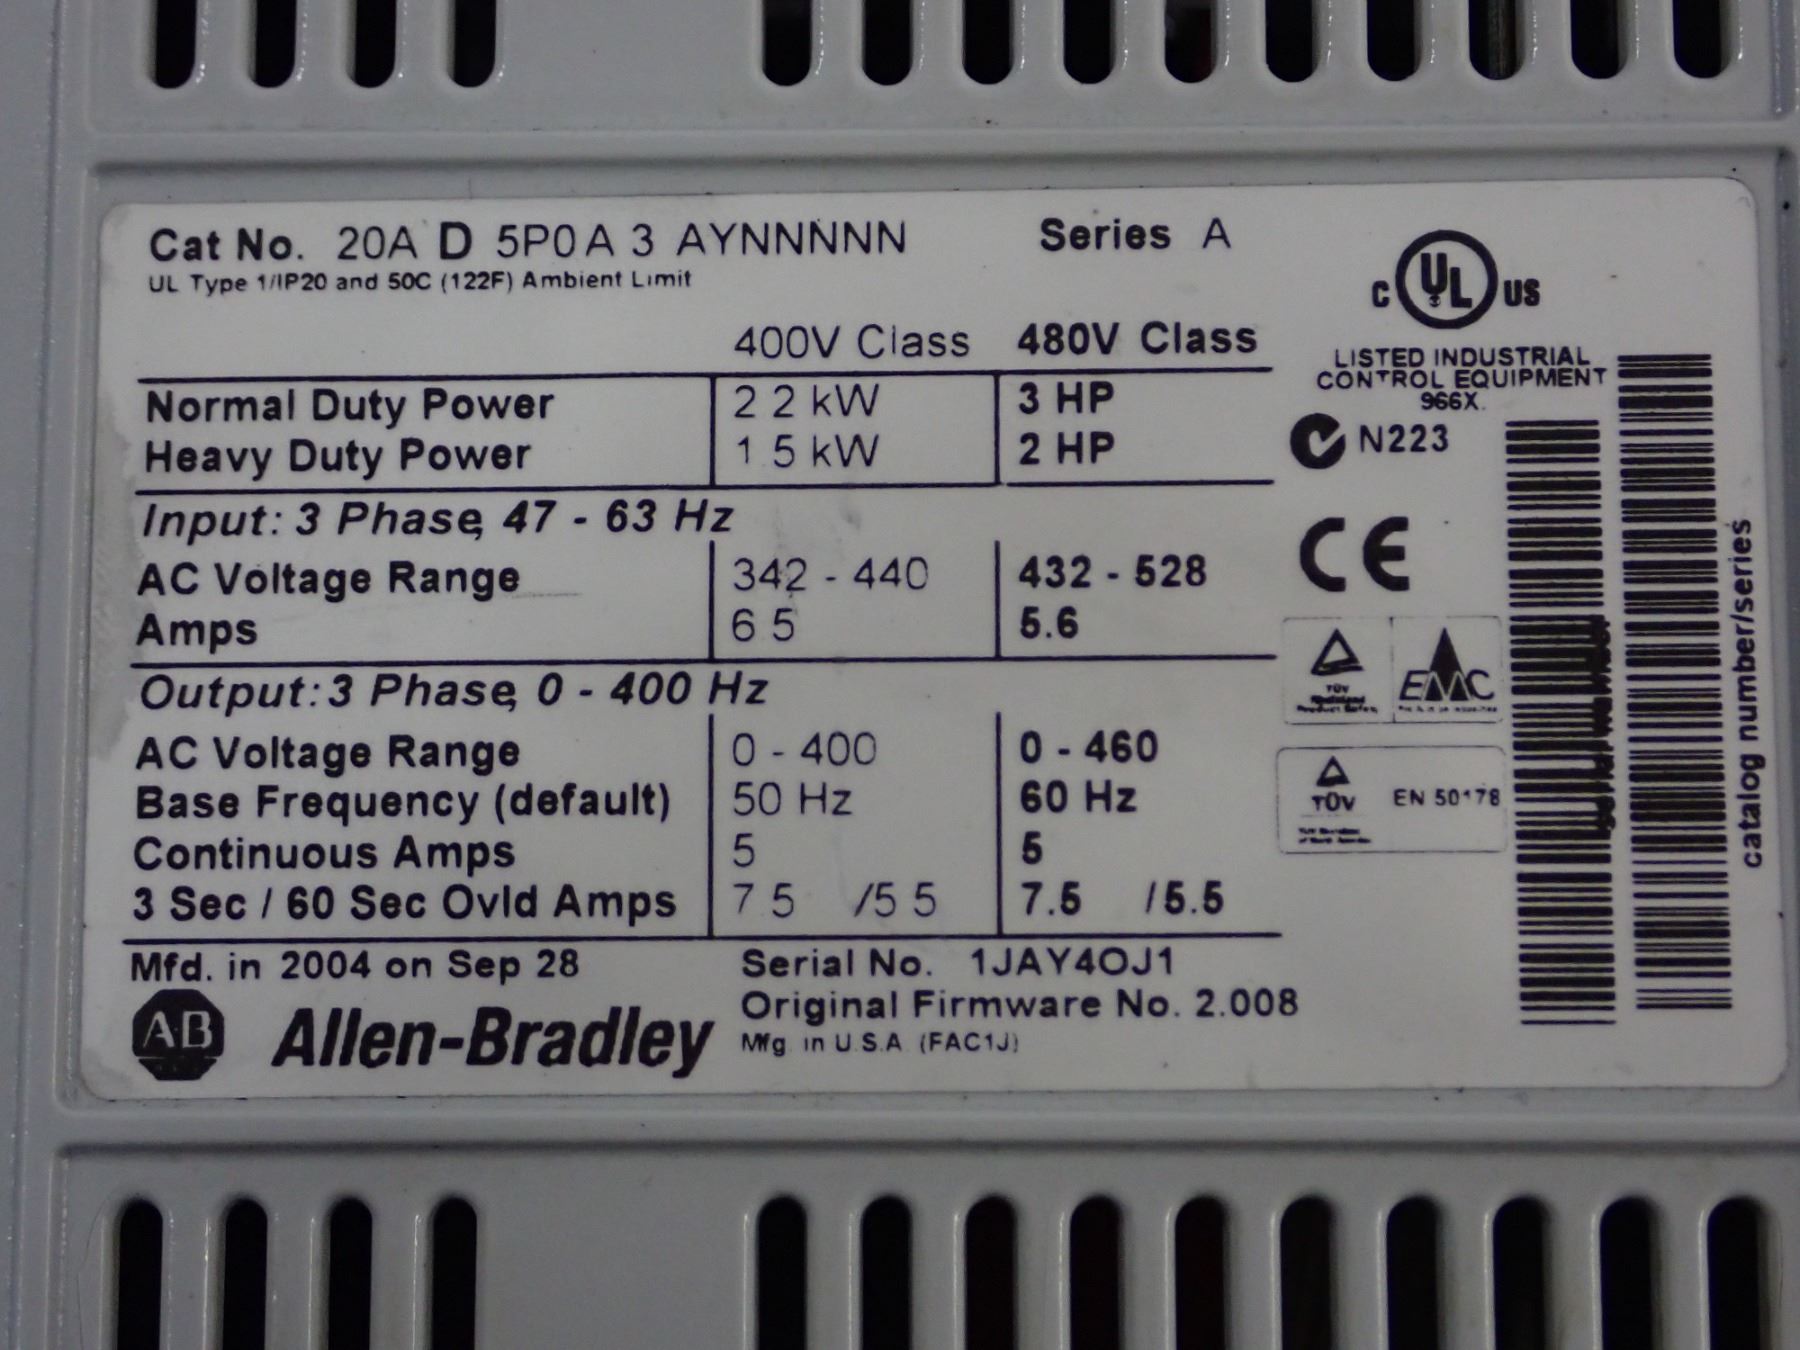 Cat No. 20A D 5P0 A 3 AYNNNNN Series A
UL Type 1/IP20 and 50C (122F) Ambient Limit
400V Class 480V Class
Normal Duty Power 2 2 kW 3 HP
Heavy Duty Power 1 5 kW 2 HP
Input: 3 Phase, 47 - 63 Hz
AC Voltage Range 342 - 440 432 - 528
Amps 6 5 5.6
Output: 3 Phase, 0 - 400 Hz
AC Voltage Range 0 - 400 0 - 460
Base Frequency (default) 50 Hz 60 Hz
Continuous Amps 5 5
3 Sec / 60 Sec Ovld Amps 7 5 /5 5 7.5 /5.5
Mfd. in 2004 on Sep 28 Serial No. 1JAY4OJ1
Original Firmware No. 2.008
Mfg. in U.S.A. (FAC1J)
AB Allen-Bradley
C UL US
LISTED INDUSTRIAL
CONTROL EQUIPMENT
966X.
N223
CE
TÜV
EMC
TÜV EN 50178
catalog number/series